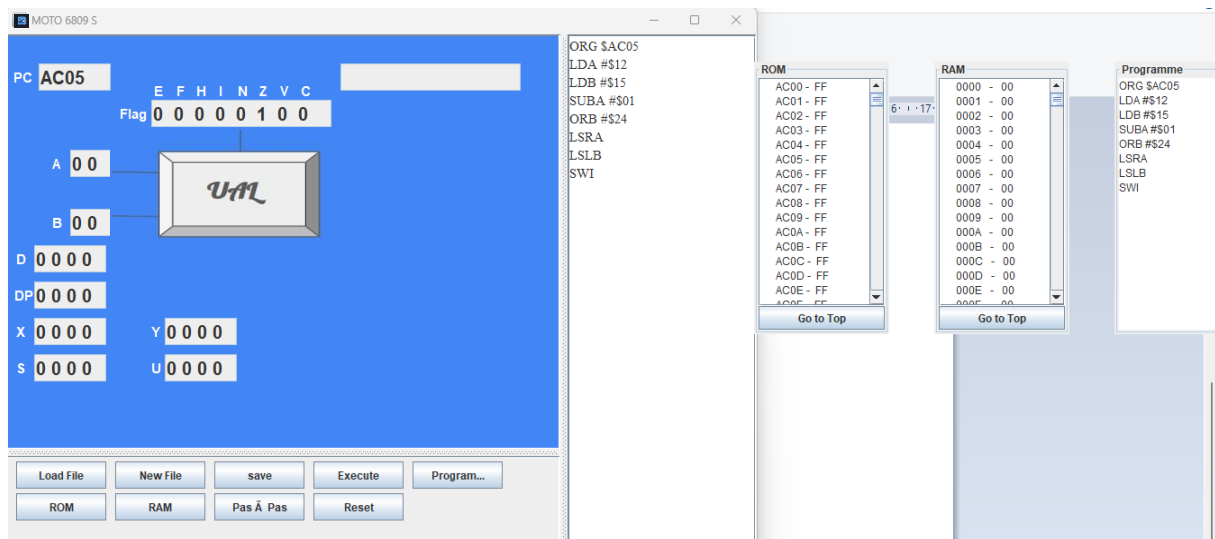 MOTO 6809 S
PC AC05
E F H I N Z V C
Flag 0 0 0 0 0 1 0 0
A 0 0
UAL
B 0 0
D 0 0 0 0
DP 0 0 0 0
X 0 0 0 0 Y 0 0 0 0
S 0 0 0 0 U 0 0 0 0
Load File New File save Execute Program...
ROM RAM Pas Ã Pas Reset
ORG $AC05
LDA #$12
LDB #$15
SUBA #$01
ORB #$24
LSRA
LSLB
SWI
ROM
AC00 - FF
AC01 - FF
AC02 - FF
AC03 - FF
AC04 - FF
AC05 - FF
AC06 - FF
AC07 - FF
AC08 - FF
AC09 - FF
AC0A - FF
AC0B - FF
AC0C - FF
AC0D - FF
AC0E - FF
Go to Top
6 17
RAM
0000 - 00
0001 - 00
0002 - 00
0003 - 00
0004 - 00
0005 - 00
0006 - 00
0007 - 00
0008 - 00
0009 - 00
000A - 00
000B - 00
000C - 00
000D - 00
000E - 00
Go to Top
Programme
ORG $AC05
LDA #$12
LDB #$15
SUBA #$01
ORB #$24
LSRA
LSLB
SWI